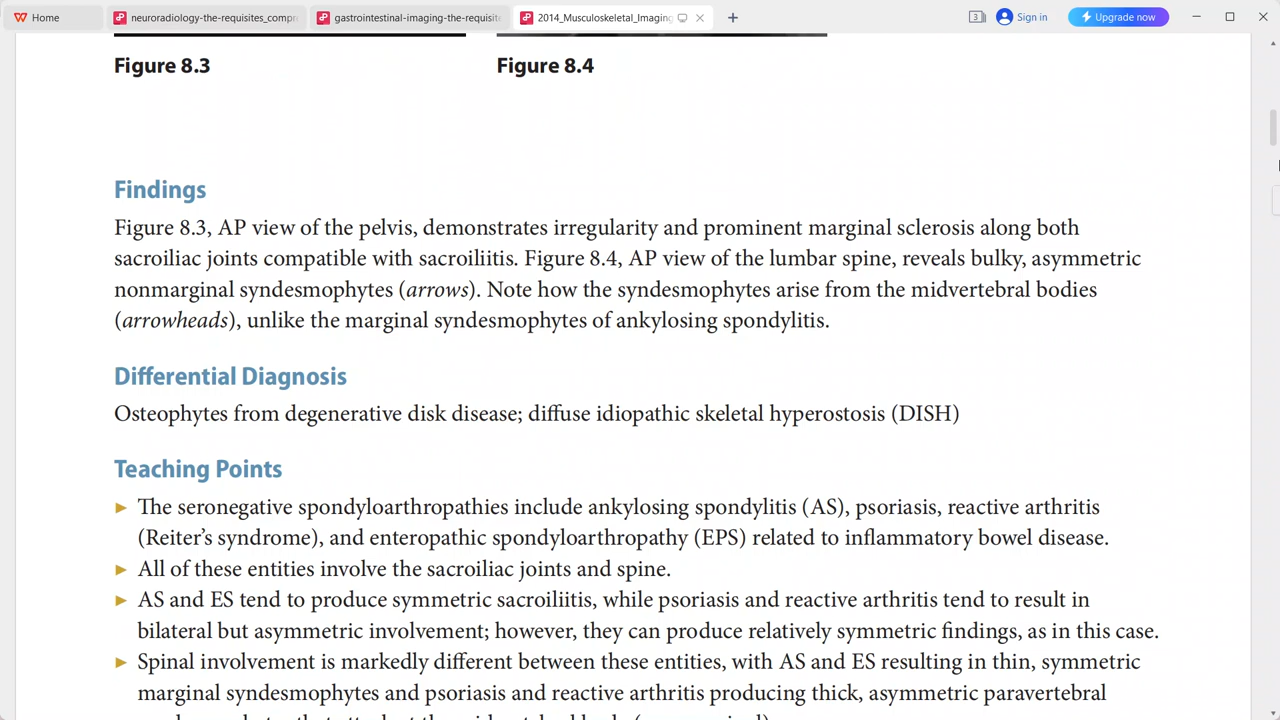 Home
neuroradiology-the-requisites_compr
gastrointestinal-imaging-the-requisite
2014_Musculoskeletal_Imaging
3
Sign in
Upgrade now
Figure 8.3
Figure 8.4
Findings
Figure 8.3, AP view of the pelvis, demonstrates irregularity and prominent marginal sclerosis along both
sacroiliac joints compatible with sacroiliitis. Figure 8.4, AP view of the lumbar spine, reveals bulky, asymmetric
nonmarginal syndesmophytes (arrows). Note how the syndesmophytes arise from the midvertebral bodies
(arrowheads), unlike the marginal syndesmophytes of ankylosing spondylitis.
Differential Diagnosis
Osteophytes from degenerative disk disease; diffuse idiopathic skeletal hyperostosis (DISH)
Teaching Points
► The seronegative spondyloarthropathies include ankylosing spondylitis (AS), psoriasis, reactive arthritis
(Reiter's syndrome), and enteropathic spondyloarthropathy (EPS) related to inflammatory bowel disease.
► All of these entities involve the sacroiliac joints and spine.
► AS and ES tend to produce symmetric sacroiliitis, while psoriasis and reactive arthritis tend to result in
bilateral but asymmetric involvement; however, they can produce relatively symmetric findings, as in this case.
► Spinal involvement is markedly different between these entities, with AS and ES resulting in thin, symmetric
marginal syndesmophytes and psoriasis and reactive arthritis producing thick, asymmetric paravertebral